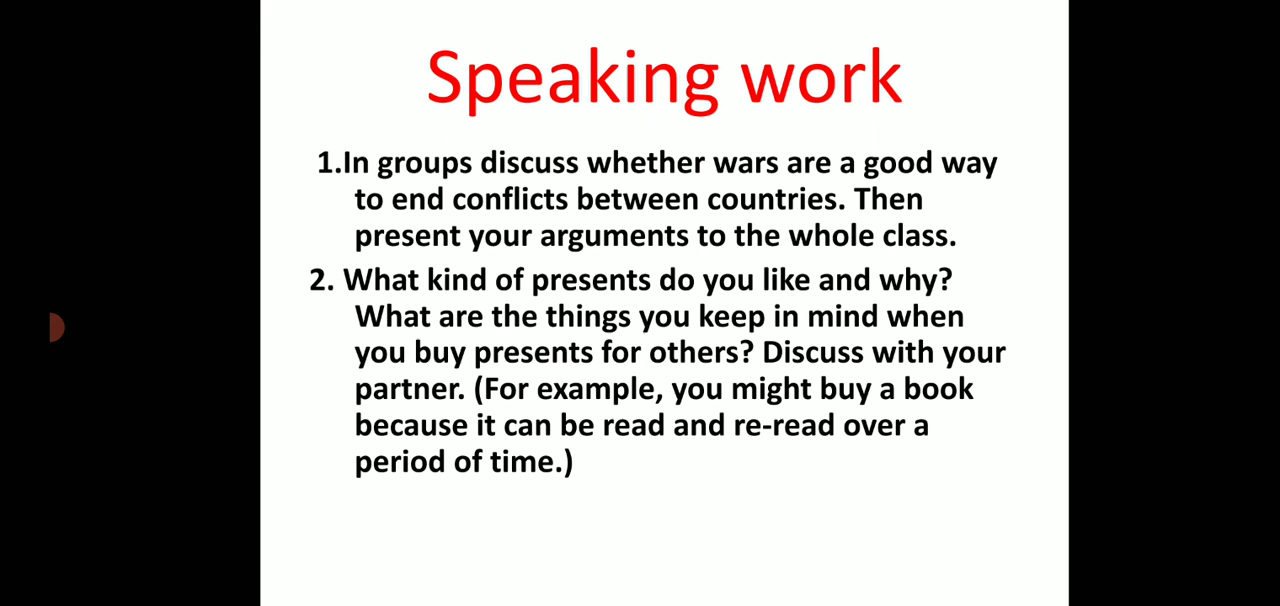 Speaking work
1.In groups discuss whether wars are a good way
to end conflicts between countries. Then
present your arguments to the whole class.
2. What kind of presents do you like and why?
What are the things you keep in mind when
you buy presents for others? Discuss with your
partner. (For example, you might buy a book
because it can be read and re-read over a
period of time.)